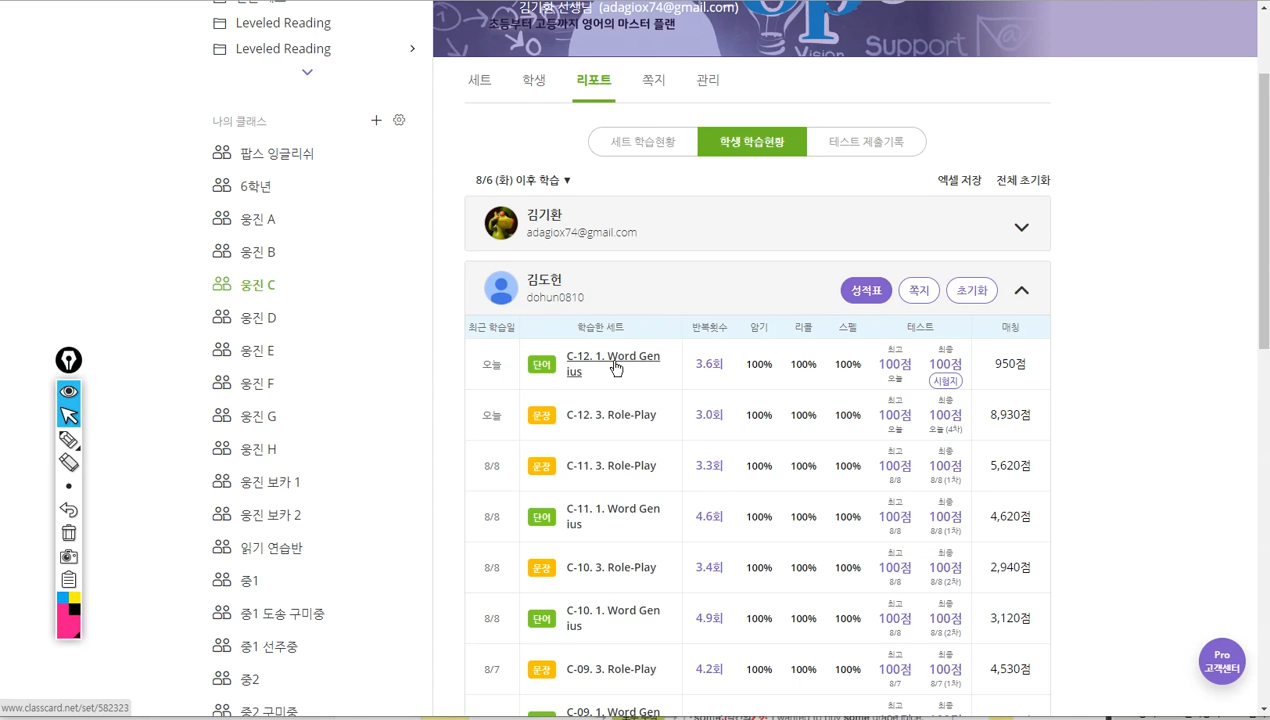 Leveled Reading
Leveled Reading
나의 클래스
팝스 잉글리쉬
6학년
웅진 A
웅진 B
웅진 C
웅진 D
웅진 E
웅진 F
웅진 G
웅진 H
웅진 보카 1
웅진 보카 2
읽기 연습반
중1
중1 도송 구미중
중1 선주중
중2
중2 구미중
김기환 선생님 (adagiox74@gmail.com)
초등부터 고등까지 영어의 마스터 플랜
Vision
Support
세트 학생 리포트 쪽지 관리
세트 학습현황 학생 학습현황 테스트 제출기록
8/6 (화) 이후 학습 ▼ 엑셀 저장 전체 초기화
김기환
adagiox74@gmail.com
김도헌
dohun0810
성적표 쪽지 초기화
최근 학습일 학습한 세트 반복횟수 암기 리콜 스펠 테스트 매칭
오늘 단어 C-12. 1. Word Gen
ius
3.6회 100% 100% 100% 최고 100점 오늘 최종 100점 시험지 950점
오늘 문장 C-12. 3. Role-Play 3.0회 100% 100% 100% 최고 100점 오늘 최종 100점 오늘 (4차) 8,930점
8/8 문장 C-11. 3. Role-Play 3.3회 100% 100% 100% 최고 100점 8/8 최종 100점 8/8 (1차) 5,620점
8/8 단어 C-11. 1. Word Gen
ius
4.6회 100% 100% 100% 최고 100점 8/8 최종 100점 8/8 (1차) 4,620점
8/8 문장 C-10. 3. Role-Play 3.4회 100% 100% 100% 최고 100점 8/8 최종 100점 8/8 (2차) 2,940점
8/8 단어 C-10. 1. Word Gen
ius
4.9회 100% 100% 100% 최고 100점 8/8 최종 100점 8/8 (2차) 3,120점
8/7 문장 C-09. 3. Role-Play 4.2회 100% 100% 100% 최고 100점 8/7 최종 100점 8/7 (1차) 4,530점
C-09. 1. Word Gen 최고 최종
Pro
고객센터
www.classcard.net/set/582323